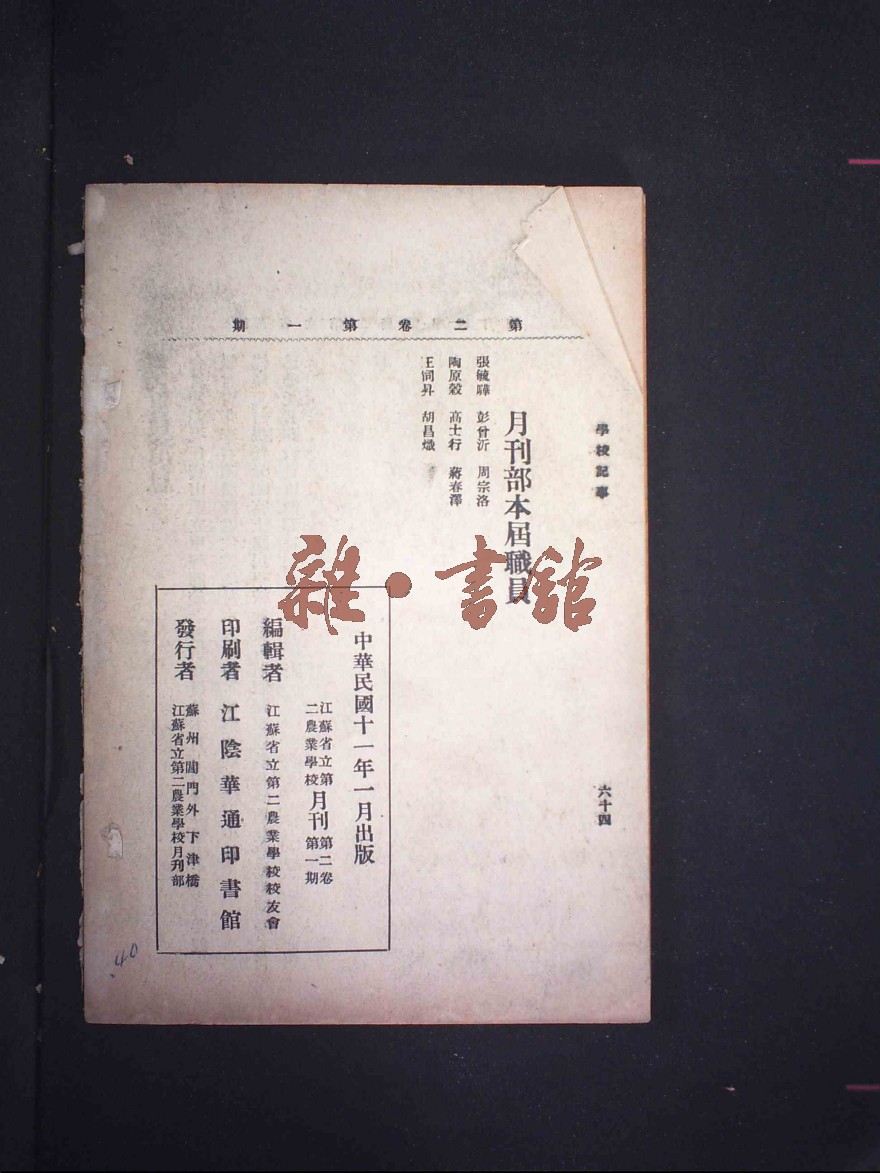 第二卷第一期
學校記事
六十四
月刊部本屆職員
張毓驊 彭曾沂 周宗洛
陶原穀 高士行 蔣春澤
王同昇 胡昌熾
中華民國十一年一月出版
江蘇省立第
二農業學校
月刊
第二卷
第一期
編輯者 江蘇省立第二農業學校校友會
印刷者 江陰華通印書館
發行者
蘇州閶門外下津橋
江蘇省立第二農業學校月刊部
雜·書館
40